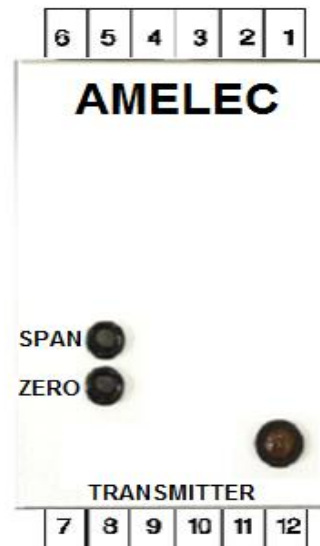 6 5 4 3 2 1
AMELEC
SPAN
ZERO
TRANSMITTER
7 8 9 10 11 12